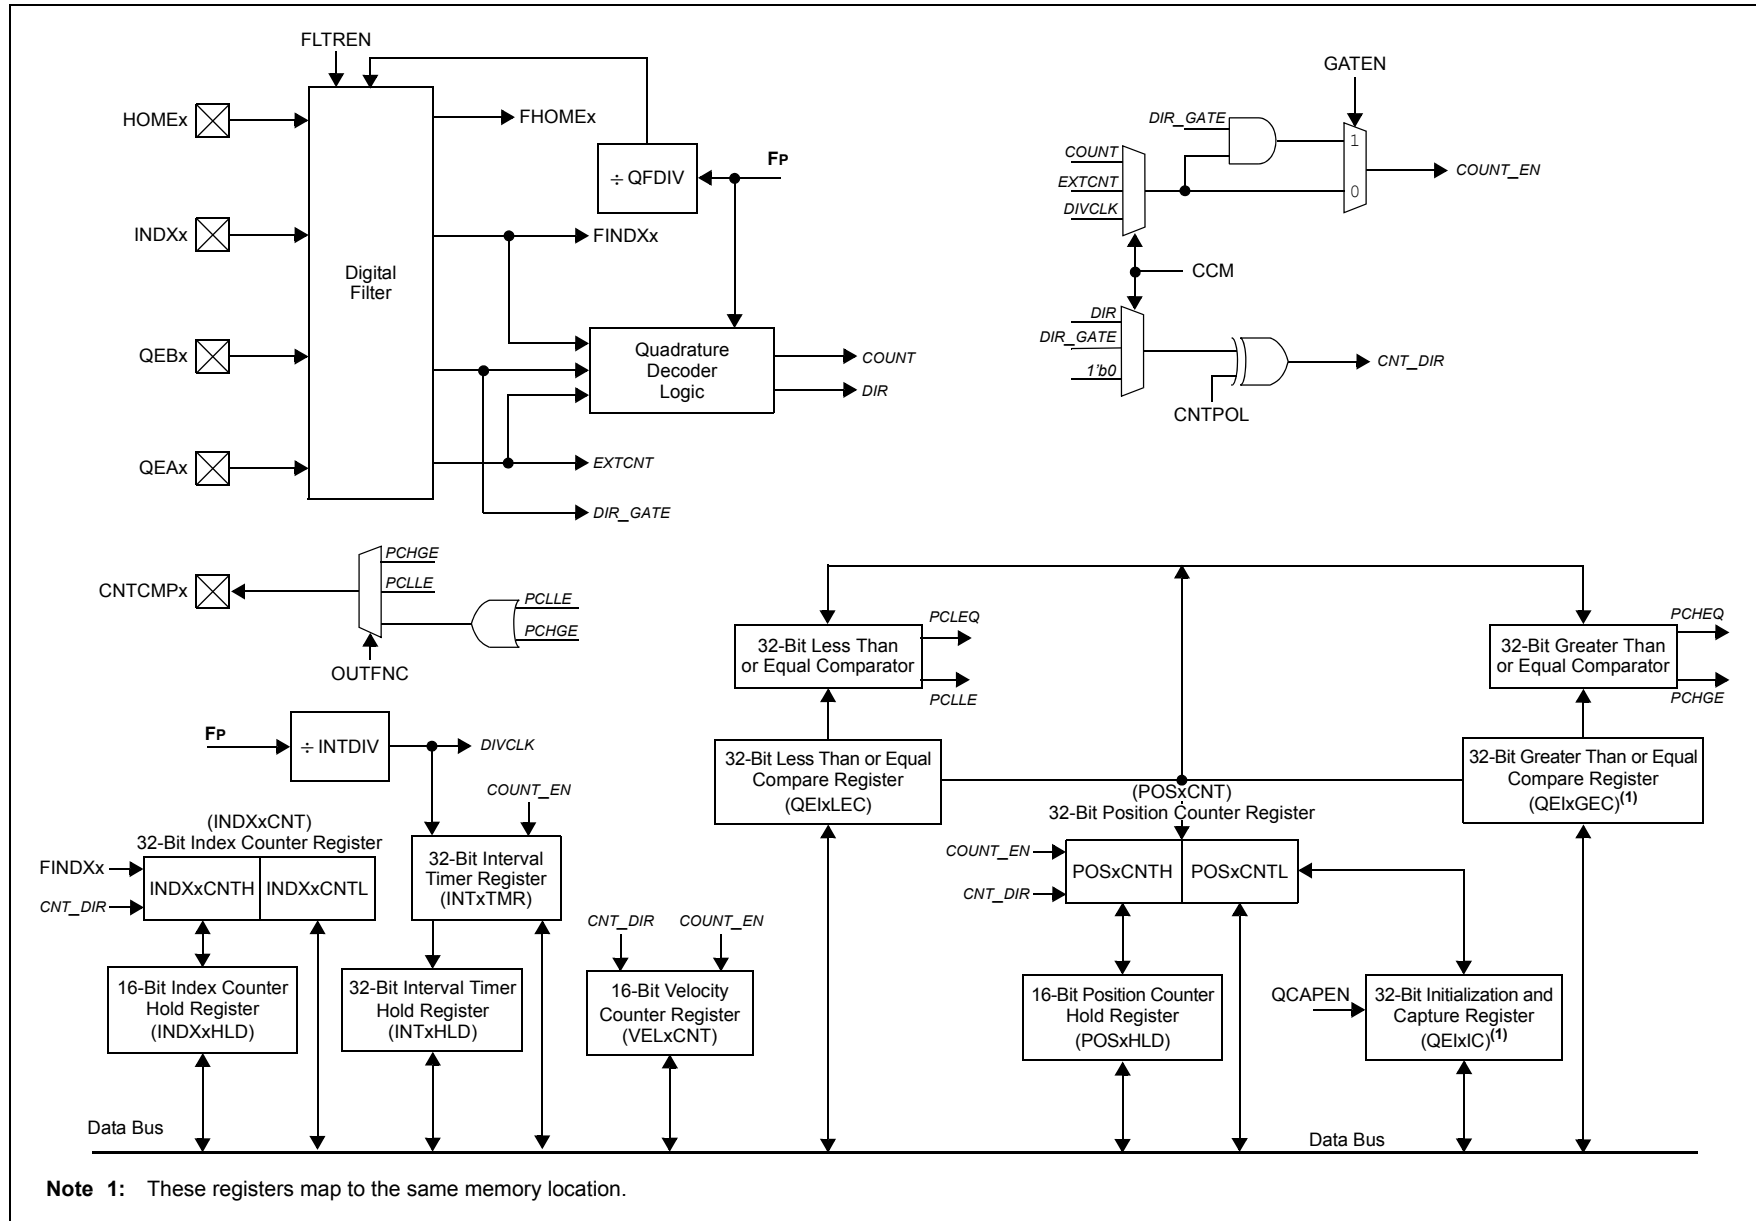 FLTREN
HOMEx
FHOMEx
FP
÷ QFDIV
INDXx
FINDXx
Digital
Filter
QEBx
Quadrature
Decoder
Logic
COUNT
DIR
QEAx
EXTCNT
DIR_GATE
GATEN
DIR_GATE
COUNT
EXTCNT
DIVCLK
1
0
COUNT_EN
CCM
DIR
DIR_GATE
1'b0
CNT_DIR
CNTPOL
CNTCMPx
PCHGE
PCLLE
PCLLE
PCHGE
OUTFNC
32-Bit Less Than
or Equal Comparator
PCLEQ
PCLLE
32-Bit Greater Than
or Equal Comparator
PCHEQ
PCHGE
FP
÷ INTDIV
DIVCLK
COUNT_EN
32-Bit Less Than or Equal
Compare Register
(QEIxLEC)
32-Bit Greater Than or Equal
Compare Register
(QEIxGEC)(1)
(POSxCNT)
32-Bit Position Counter Register
(INDXxCNT)
32-Bit Index Counter Register
FINDXx
CNT_DIR
INDXxCNTH
INDXxCNTL
32-Bit Interval
Timer Register
(INTxTMR)
COUNT_EN
CNT_DIR
POSxCNTH
POSxCNTL
CNT_DIR
COUNT_EN
16-Bit Index Counter
Hold Register
(INDXxHLD)
32-Bit Interval Timer
Hold Register
(INTxHLD)
16-Bit Velocity
Counter Register
(VELxCNT)
16-Bit Position Counter
Hold Register
(POSxHLD)
QCAPEN
32-Bit Initialization and
Capture Register
(QEIxIC)(1)
Data Bus
Data Bus
Note 1: These registers map to the same memory location.